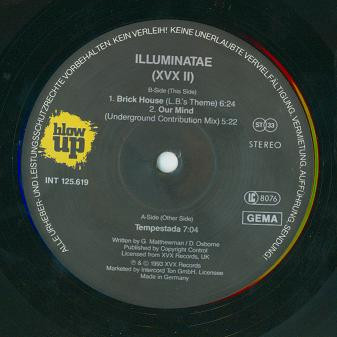 ALLE URHEBER- UND LEISTUNGSSCHUTZRECHTE VORBEHALTEN. KEIN VERLEIH! KEINE UNERLAUBTE VERVIELFÄLTIGUNG, VERMIETUNG, AUFFÜHRUNG, SENDUNG!
ILLUMINATAE
(XVX II)
B-Side (This Side)
1. Brick House (L.B.'s Theme) 6:24
2. Our Mind
(Underground Contribution Mix) 5:22
blow
up
INT 125.619
ST 33
STEREO
LC 8076
GEMA
A-Side (Other Side)
Tempestada 7:04
Written by G. Matthewman / D. Osborne
Published by Copyright Control
Licensed from XVX Records, UK
℗ & © 1993 XVX Records
Marketed by Intercord Ton GmbH. Licensee
Made in Germany